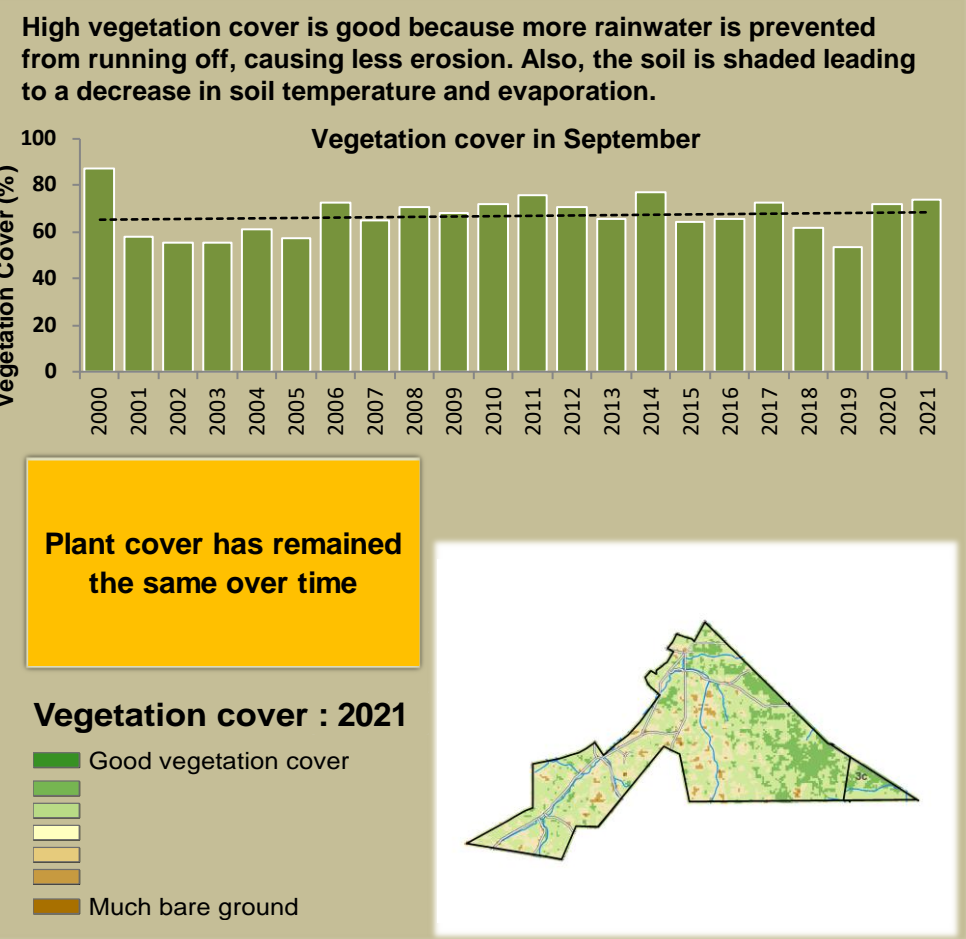 High vegetation cover is good because more rainwater is prevented
from running off, causing less erosion. Also, the soil is shaded leading
to a decrease in soil temperature and evaporation.
Vegetation cover in September
Vegetation Cover (%)
100
80
60
40
20
0
2000
2001
2002
2003
2004
2005
2006
2007
2008
2009
2010
2011
2012
2013
2014
2015
2016
2017
2018
2019
2020
2021
Plant cover has remained
the same over time
Vegetation cover : 2021
Good vegetation cover
Much bare ground
3c